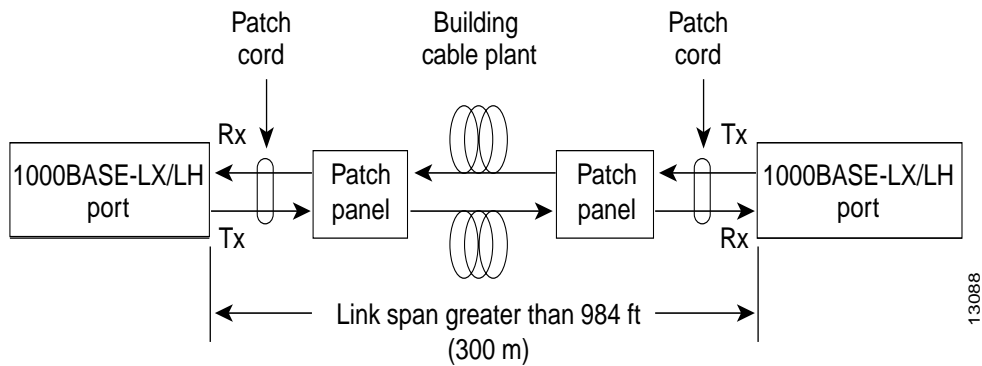 Patch
cord
Building
cable plant
Patch
cord
Rx
Tx
1000BASE-LX/LH
port
Patch
panel
Patch
panel
1000BASE-LX/LH
port
Tx
Rx
Link span greater than 984 ft
(300 m)
13088